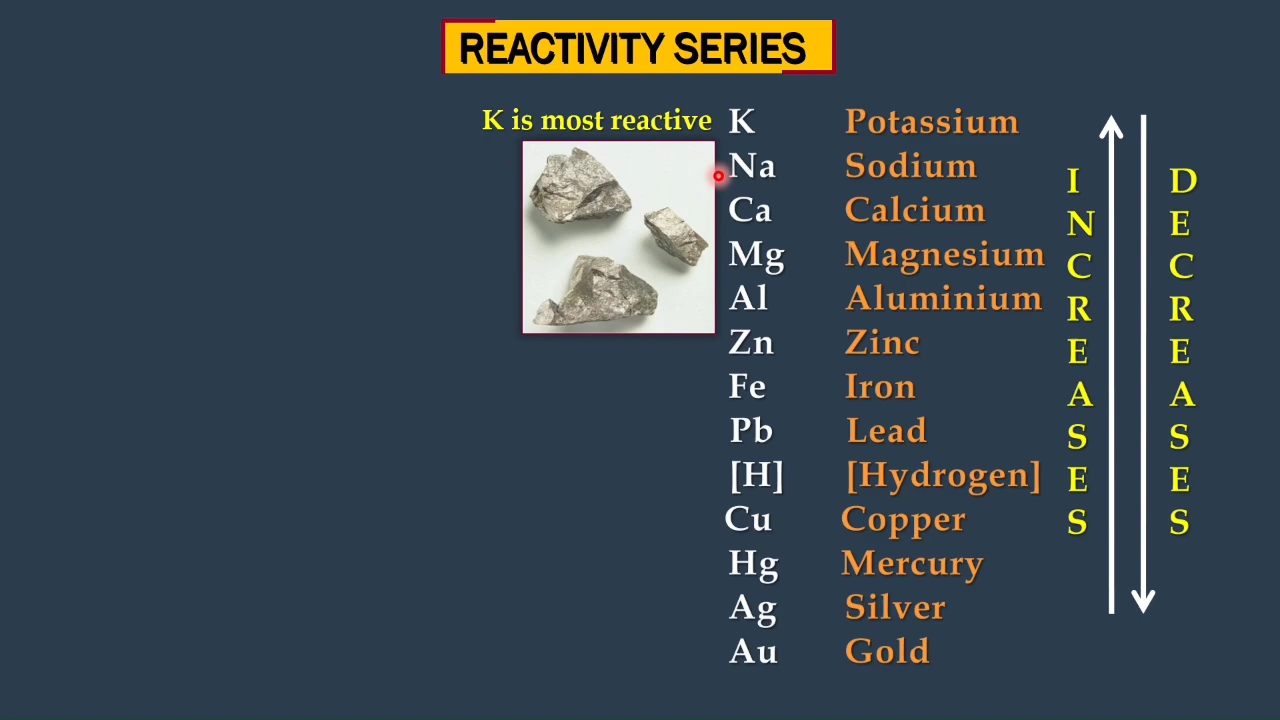 REACTIVITY SERIES
K is most reactive
K Potassium
Na Sodium
Ca Calcium
Mg Magnesium
Al Aluminium
Zn Zinc
Fe Iron
Pb Lead
[H] [Hydrogen]
Cu Copper
Hg Mercury
Ag Silver
Au Gold
INCREASES
DECREASES